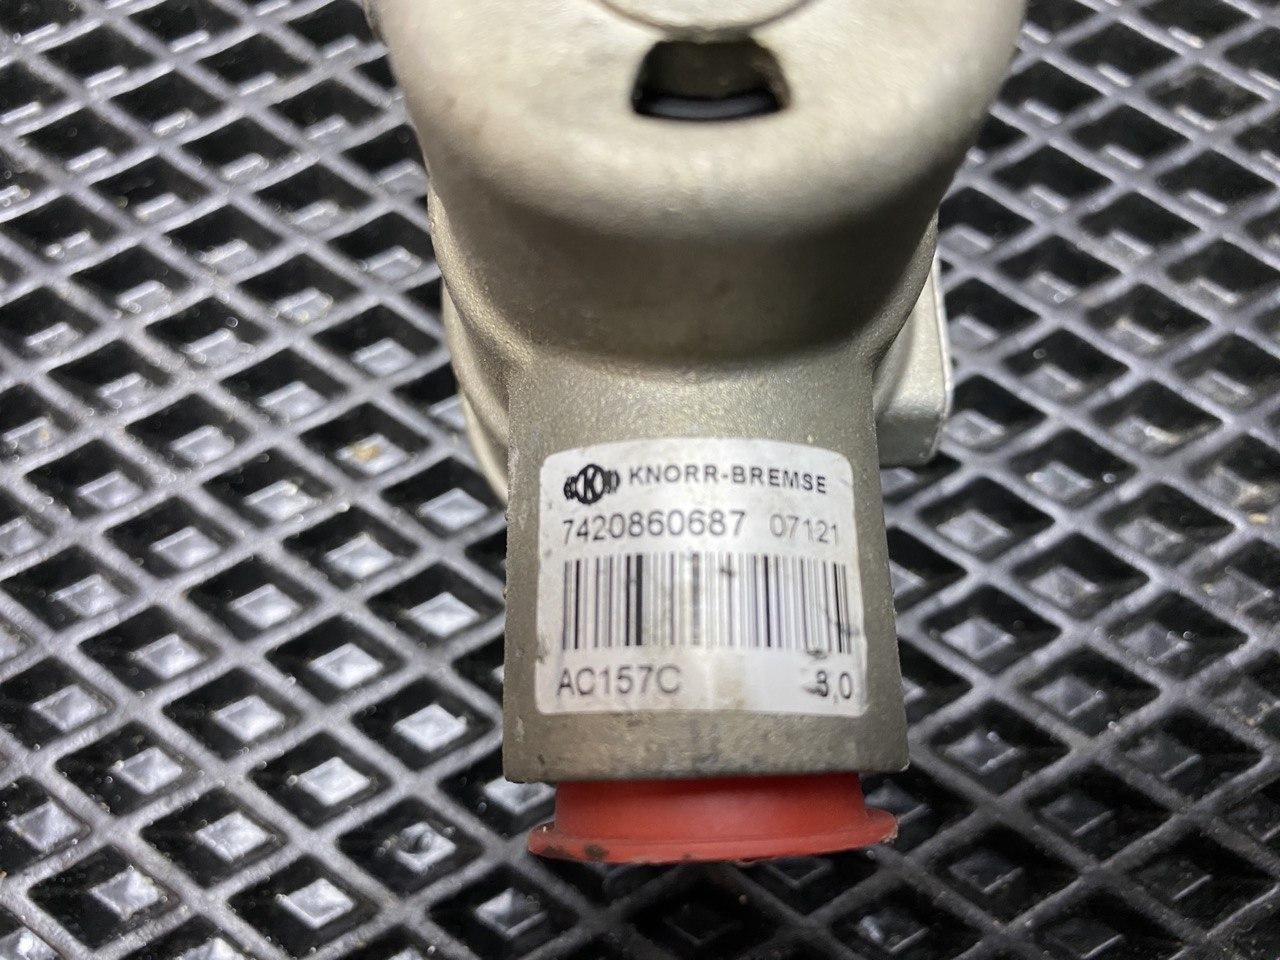 K KNORR-BREMSE
7420860687 07121
AC157C 8,0